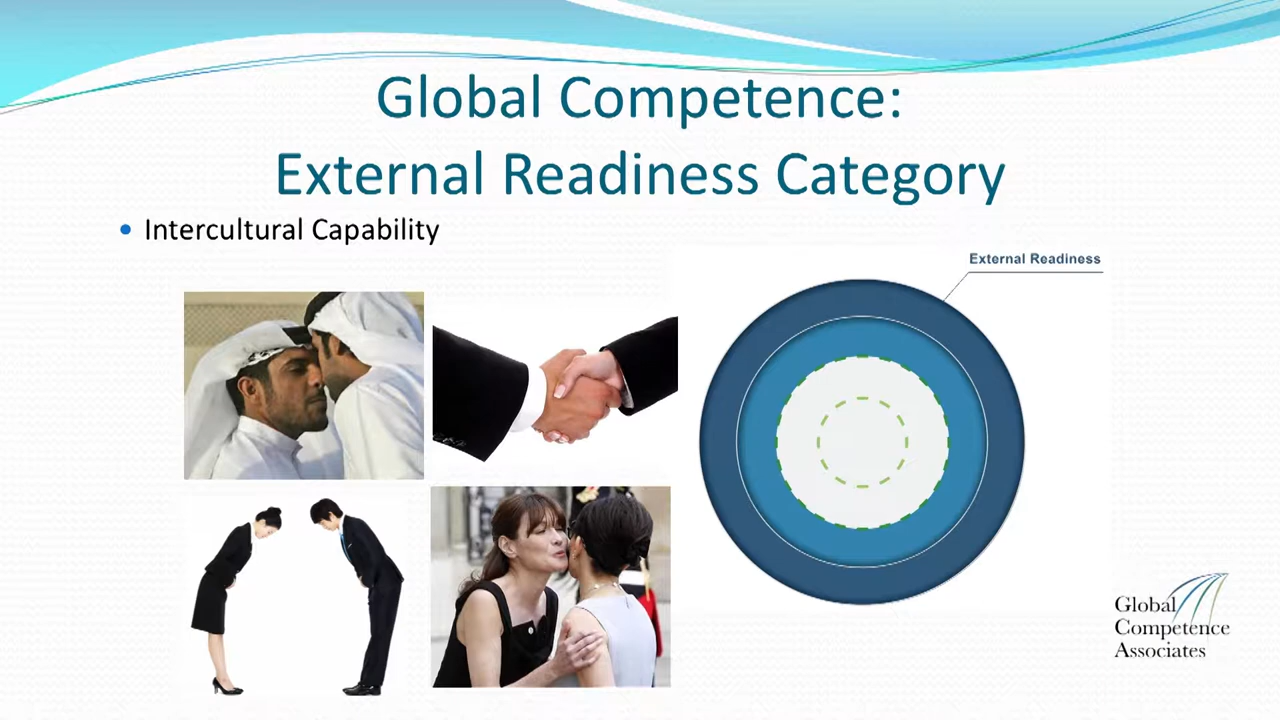 Global Competence:
External Readiness Category
Intercultural Capability
External Readiness
Global
Competence
Associates